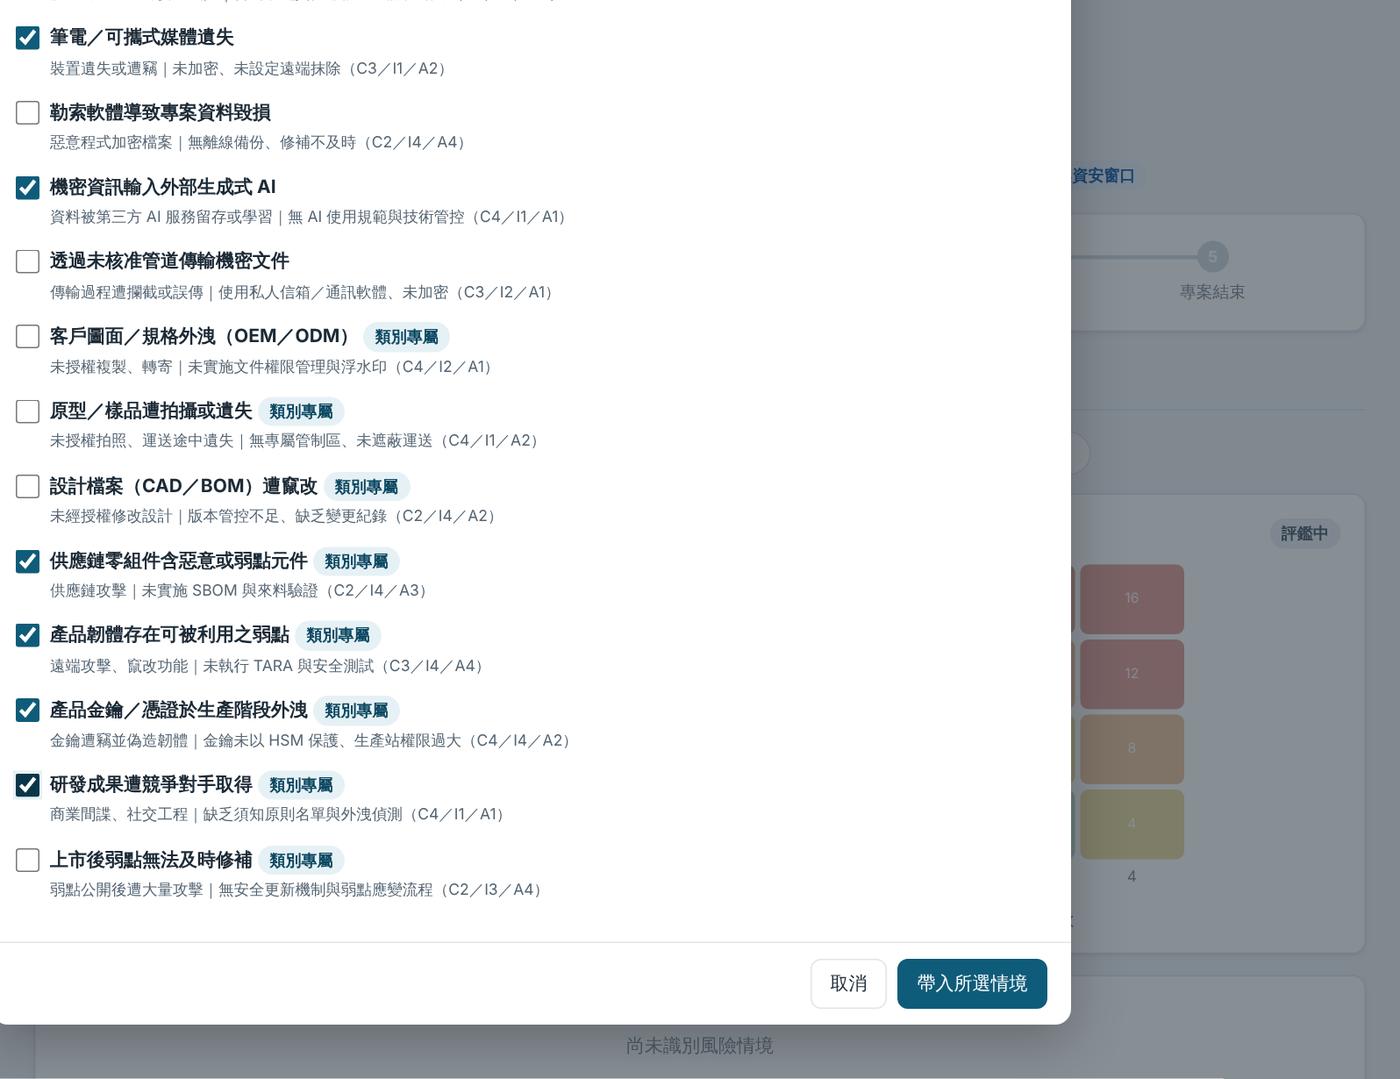 筆電／可攜式媒體遺失
裝置遺失或遭竊｜未加密、未設定遠端抹除（C3／I1／A2）
勒索軟體導致專案資料毀損
惡意程式加密檔案｜無離線備份、修補不及時（C2／I4／A4）
機密資訊輸入外部生成式 AI
資料被第三方 AI 服務留存或學習｜無 AI 使用規範與技術管控（C4／I1／A1）
透過未核准管道傳輸機密文件
傳輸過程遭攔截或誤傳｜使用私人信箱／通訊軟體、未加密（C3／I2／A1）
客戶圖面／規格外洩（OEM／ODM） 類別專屬
未授權複製、轉寄｜未實施文件權限管理與浮水印（C4／I2／A1）
原型／樣品遭拍攝或遺失 類別專屬
未授權拍照、運送途中遺失｜無專屬管制區、未遮蔽運送（C4／I1／A2）
設計檔案（CAD／BOM）遭竄改 類別專屬
未經授權修改設計｜版本管控不足、缺乏變更紀錄（C2／I4／A2）
供應鏈零組件含惡意或弱點元件 類別專屬
供應鏈攻擊｜未實施 SBOM 與來料驗證（C2／I4／A3）
產品韌體存在可被利用之弱點 類別專屬
遠端攻擊、竄改功能｜未執行 TARA 與安全測試（C3／I4／A4）
產品金鑰／憑證於生產階段外洩 類別專屬
金鑰遭竊並偽造韌體｜金鑰未以 HSM 保護、生產站權限過大（C4／I4／A2）
研發成果遭競爭對手取得 類別專屬
商業間諜、社交工程｜缺乏須知原則名單與外洩偵測（C4／I1／A1）
上市後弱點無法及時修補 類別專屬
弱點公開後遭大量攻擊｜無安全更新機制與弱點應變流程（C2／I3／A4）
取消
帶入所選情境
資安窗口
5
專案結束
評鑑中
16
12
8
4
4
尚未識別風險情境